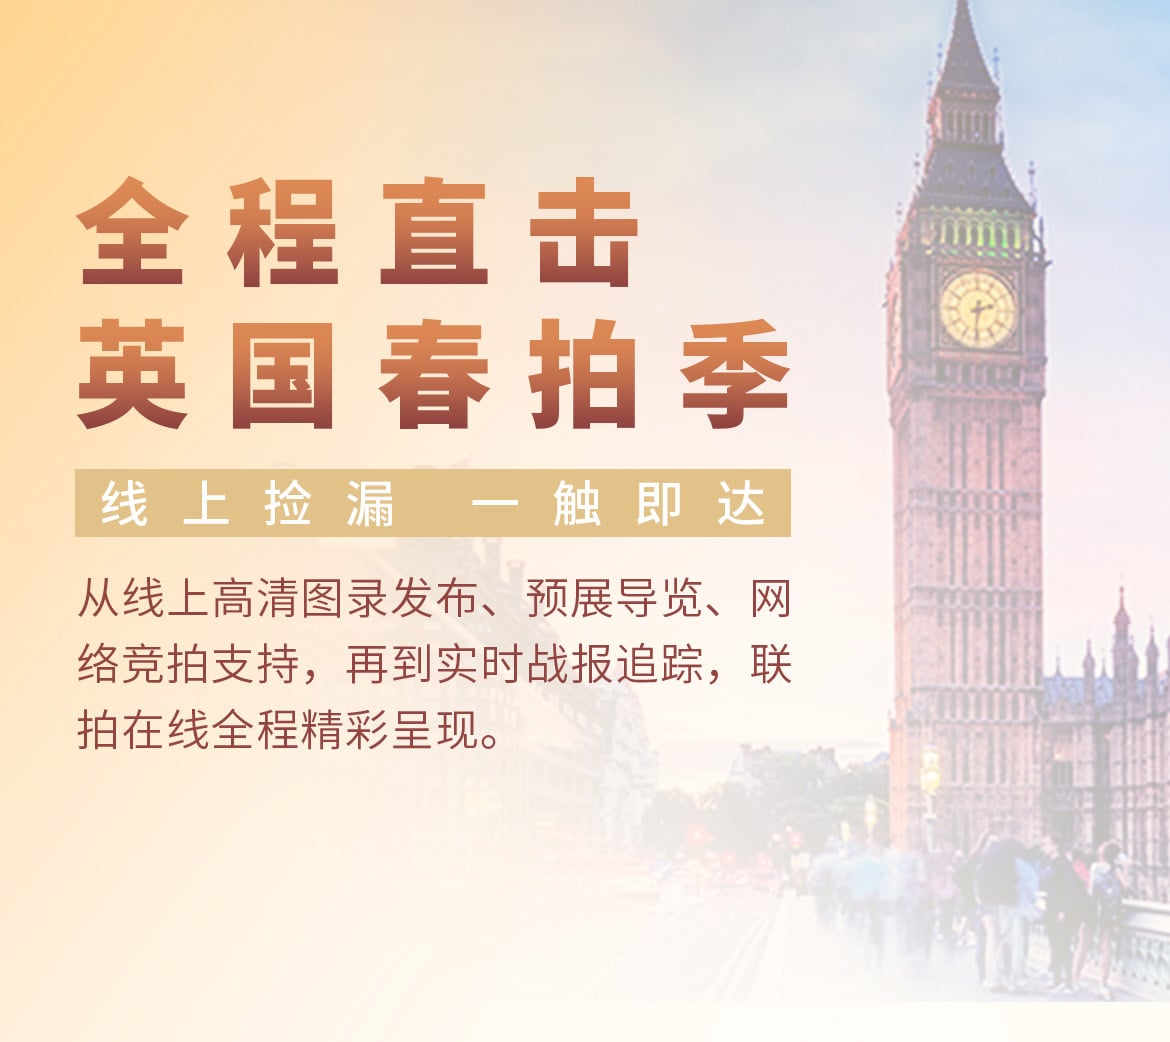 全程直击
英国春拍季
线上捡漏 一触即达
从线上高清图录发布、预展导览、网
络竞拍支持，再到实时战报追踪，联
拍在线全程精彩呈现。